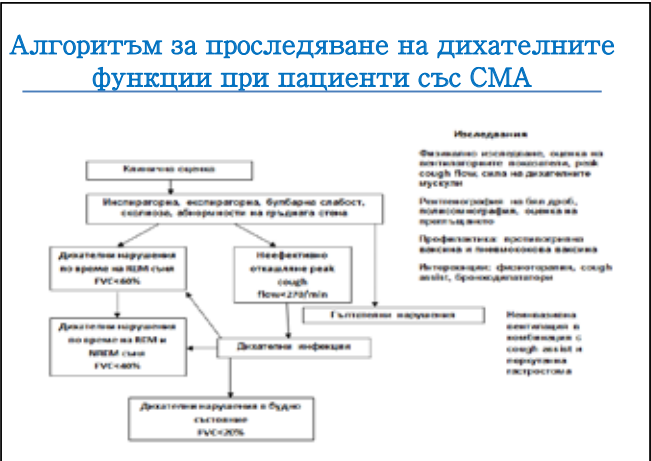 Алгоритъм за проследяване на дихателните
функции при пациенти със СМА
Изследвания
Физикално изследване, оценка на
вентилаторните показатели, peak
cough flow, сила на дихателните
мускули
Рентгенография на бял дроб,
полисомнография, оценка на
преглъщането
Профилактика: противогрипна
ваксина и пневмококова ваксина
Интервенции: физиотерапия, cough
assist, бронходилататори
Клинична оценка
Инспираторна, експираторна, булбарна слабост,
сколиоза, абнормности на гръдната стена
Дихателни нарушения
по време на REM сън
FVC<60%
Неефективно
откашляне peak
cough
flow<270/min
Гълтателни нарушения
Дихателни нарушения
по време на REM и
NREM сън
FVC<40%
Дихателни инфекции
Неинвазивна
вентилация в
комбинация с
cough assist и
перкутанна
гастростома
Дихателни нарушения в будно
състояние
FVC<20%